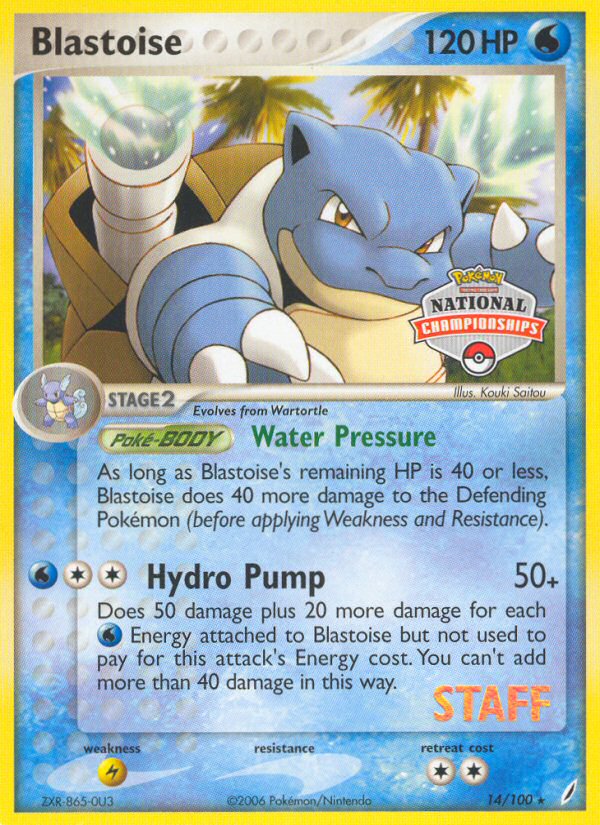 Blastoise 120 HP
Pokémon
NATIONAL
CHAMPIONSHIPS
Illus. Kouki Saitou
STAGE 2
Evolves from Wartortle
Poké-BODY Water Pressure
As long as Blastoise's remaining HP is 40 or less,
Blastoise does 40 more damage to the Defending
Pokémon (before applying Weakness and Resistance).
Hydro Pump 50+
Does 50 damage plus 20 more damage for each
Energy attached to Blastoise but not used to
pay for this attack's Energy cost. You can't add
more than 40 damage in this way.
STAFF
weakness resistance retreat cost
ZXR-865-0U3 ©2006 Pokémon/Nintendo 14/100 ★